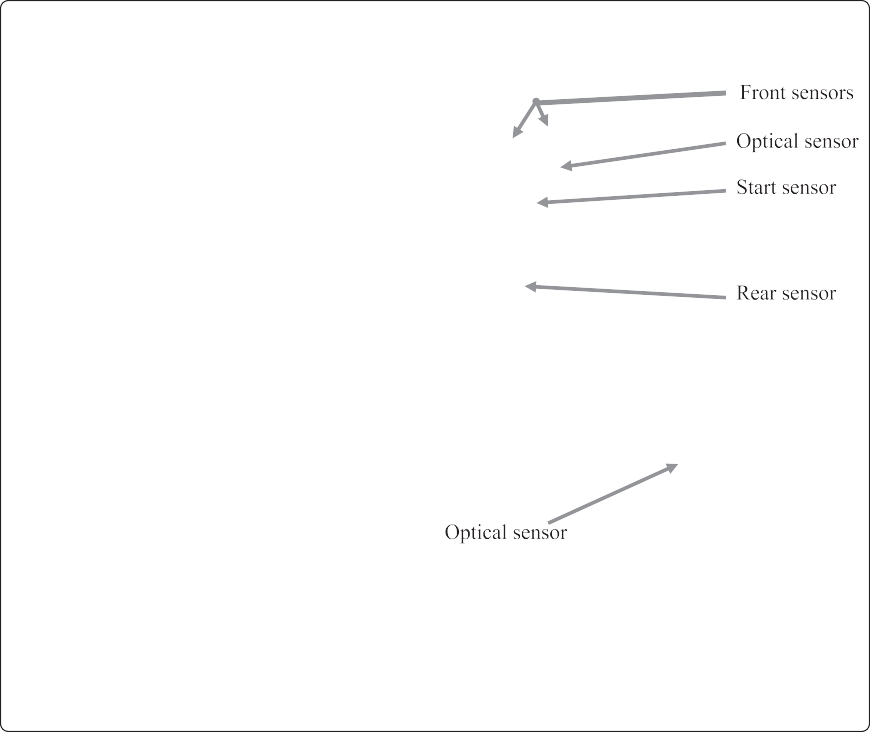 Front sensors
Optical sensor
Start sensor
Rear sensor
Optical sensor